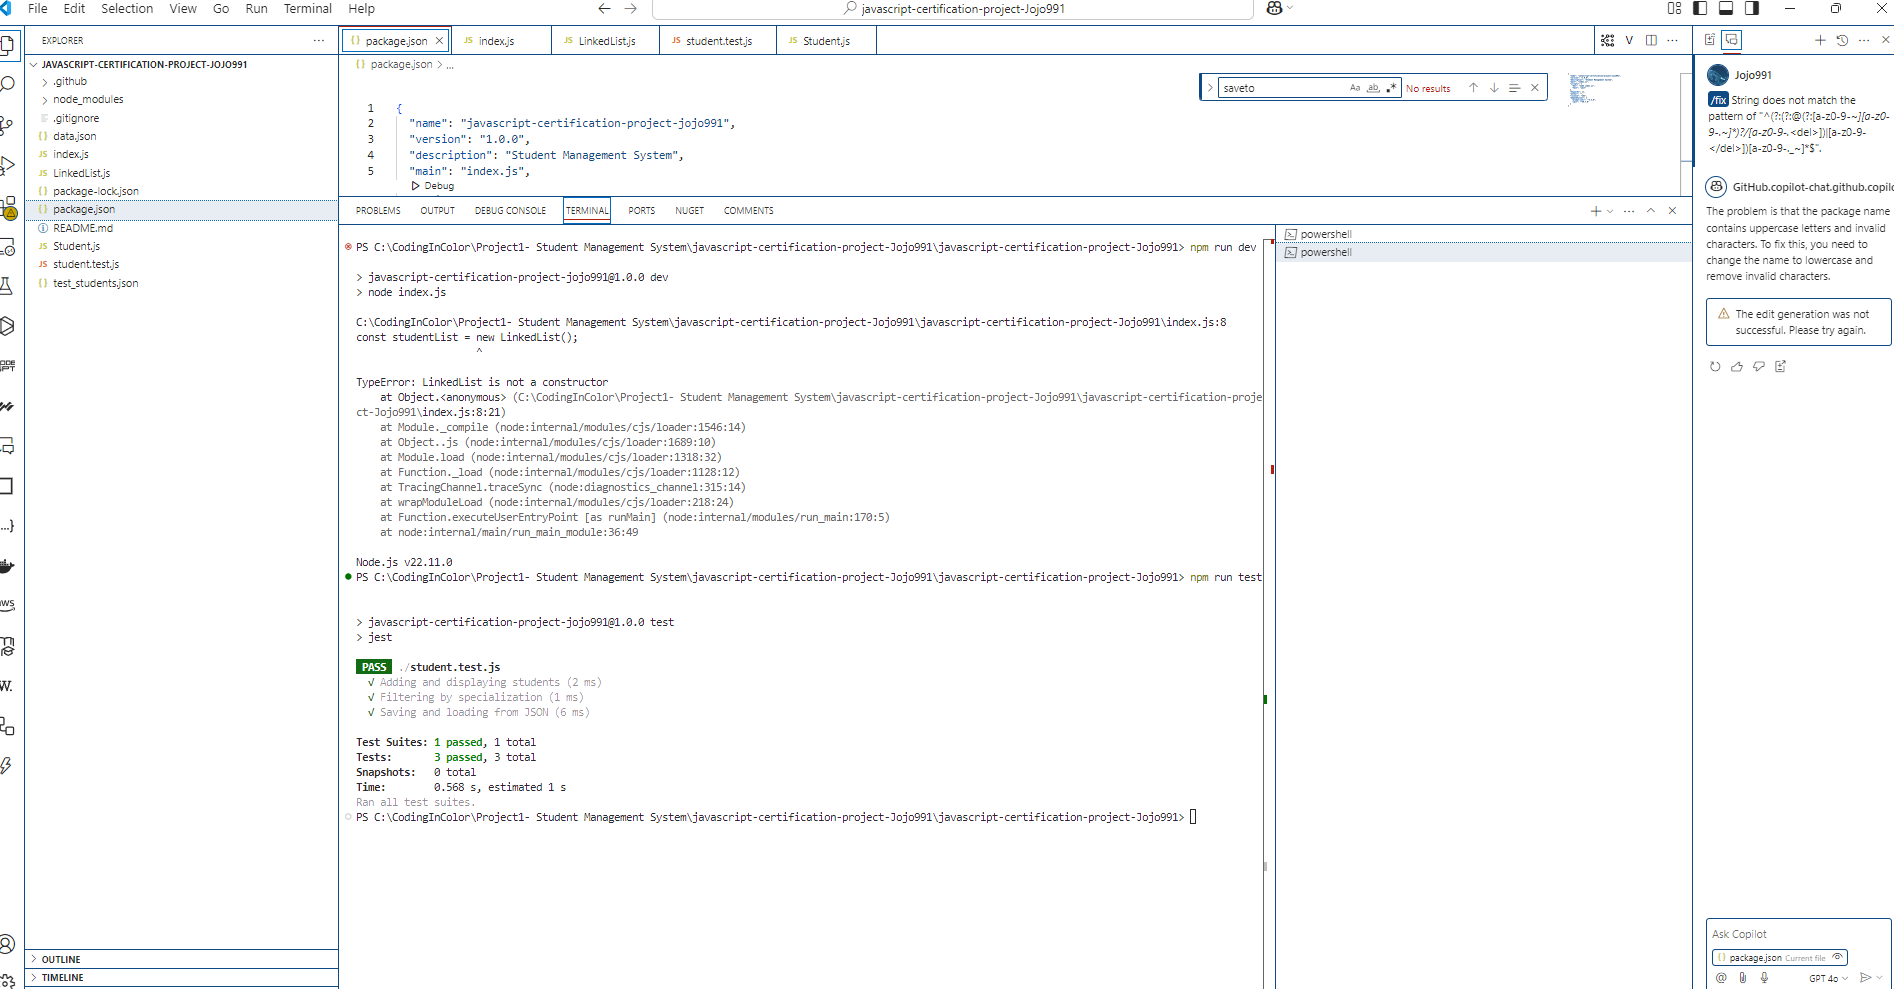 File Edit Selection View Go Run Terminal Help
javascript-certification-project-Jojo991
EXPLORER
JAVASCRIPT-CERTIFICATION-PROJECT-JOJO991
.github
node_modules
.gitignore
data.json
index.js
LinkedList.js
package-lock.json
package.json
README.md
Student.js
student.test.js
test_students.json
OUTLINE
TIMELINE
package.json
index.js
LinkedList.js
student.test.js
Student.js
package.json > ...
saveto
Aa ab .*
No results
1 {
2 "name": "javascript-certification-project-jojo991",
3 "version": "1.0.0",
4 "description": "Student Management System",
5 "main": "index.js",
Debug
PROBLEMS OUTPUT DEBUG CONSOLE TERMINAL PORTS NUGET COMMENTS
PS C:\CodingInColor\Project1- Student Management System\javascript-certification-project-Jojo991\javascript-certification-project-Jojo991> npm run dev
> javascript-certification-project-jojo991@1.0.0 dev
> node index.js
C:\CodingInColor\Project1- Student Management System\javascript-certification-project-Jojo991\javascript-certification-project-Jojo991\index.js:8
const studentList = new LinkedList();
^
TypeError: LinkedList is not a constructor
at Object.<anonymous> (C:\CodingInColor\Project1- Student Management System\javascript-certification-project-Jojo991\javascript-certification-proje
ct-Jojo991\index.js:8:21)
at Module._compile (node:internal/modules/cjs/loader:1546:14)
at Object..js (node:internal/modules/cjs/loader:1689:10)
at Module.load (node:internal/modules/cjs/loader:1318:32)
at Function._load (node:internal/modules/cjs/loader:1128:12)
at TracingChannel.traceSync (node:diagnostics_channel:315:14)
at wrapModuleLoad (node:internal/modules/cjs/loader:218:24)
at Function.executeUserEntryPoint [as runMain] (node:internal/modules/run_main:170:5)
at node:internal/main/run_main_module:36:49
Node.js v22.11.0
PS C:\CodingInColor\Project1- Student Management System\javascript-certification-project-Jojo991\javascript-certification-project-Jojo991> npm run test
> javascript-certification-project-jojo991@1.0.0 test
> jest
PASS ./student.test.js
√ Adding and displaying students (2 ms)
√ Filtering by specialization (1 ms)
√ Saving and loading from JSON (6 ms)
Test Suites: 1 passed, 1 total
Tests: 3 passed, 3 total
Snapshots: 0 total
Time: 0.568 s, estimated 1 s
Ran all test suites.
PS C:\CodingInColor\Project1- Student Management System\javascript-certification-project-Jojo991\javascript-certification-project-Jojo991>
powershell
powershell
Jojo991
/fix String does not match the
pattern of "^(?:(?:@(?:[a-z0-9-~][a-z0-
9-._~]*)?/[a-z0-9-.<del>])|[a-z0-9-
</del>])[a-z0-9-._~]*$".
GitHub.copilot-chat.github.copilo
The problem is that the package name
contains uppercase letters and invalid
characters. To fix this, you need to
change the name to lowercase and
remove invalid characters.
The edit generation was not
successful. Please try again.
Ask Copilot
package.json Current file
GPT 4o